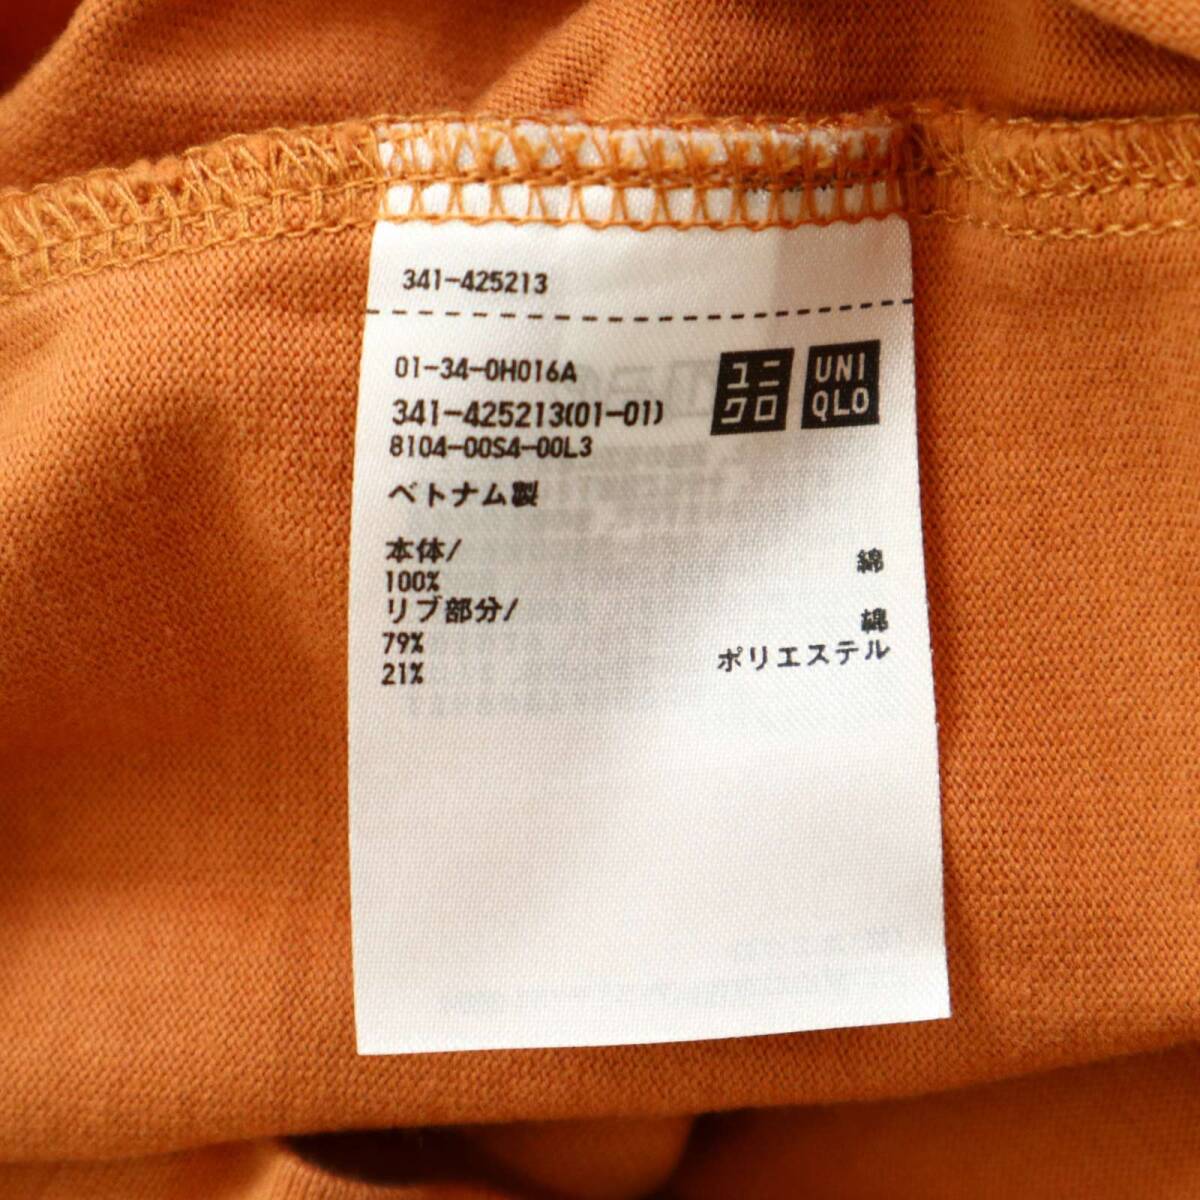 341-425213
01-34-0H016A
341-425213(01-01)
8104-00S4-00L3
ユニ
クロ
UNI
QLO
ベトナム製
本体/
100% 綿
リブ部分/
79% 綿
21% ポリエステル